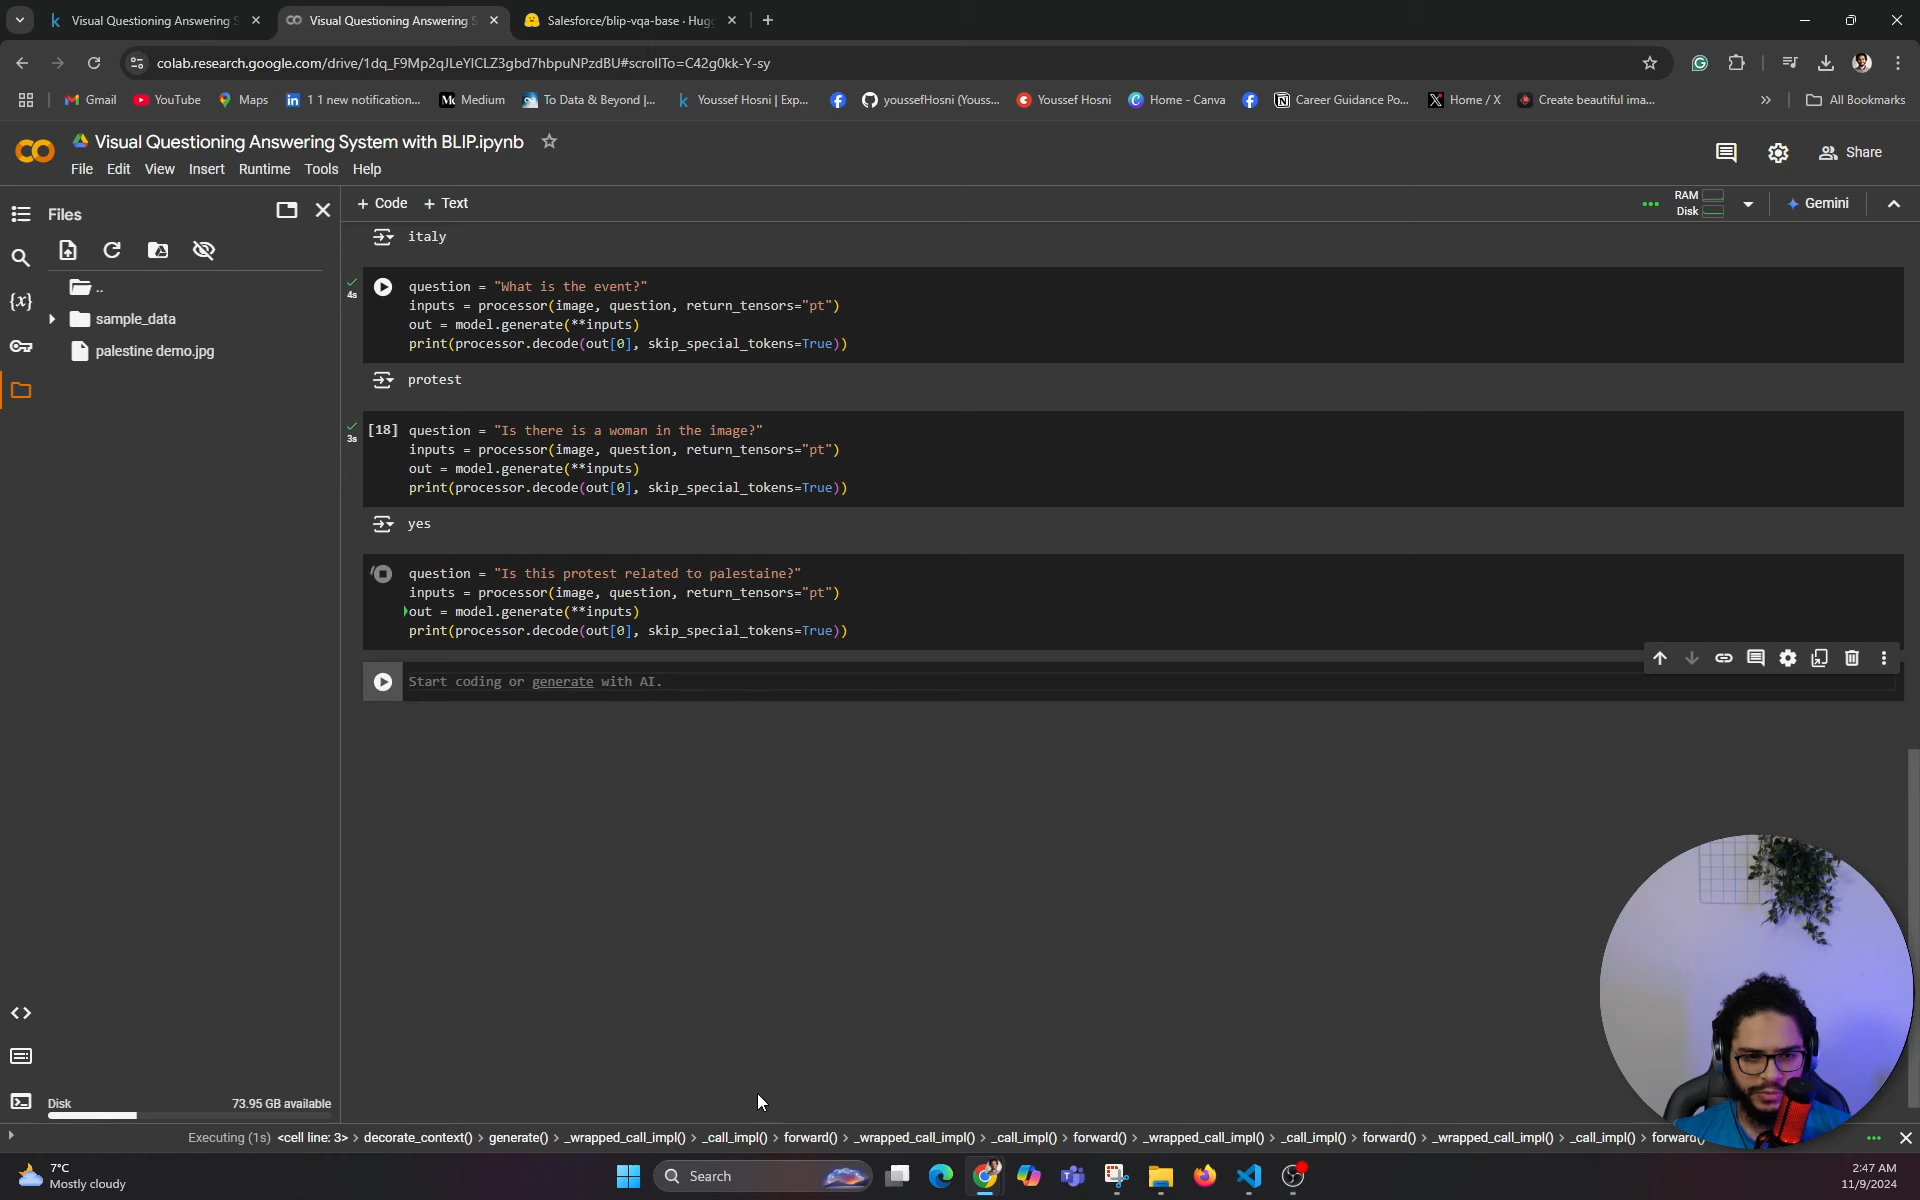 Visual Questioning Answering S
Visual Questioning Answering S
Salesforce/blip-vqa-base · Hugg
colab.research.google.com/drive/1dq_F9Mp2qJLeYlCLZ3gbd7hbpuNPzdBU#scrollTo=C42g0kk-Y-sy
Gmail
YouTube
Maps
1 1 new notification...
Medium
To Data & Beyond |...
Youssef Hosni | Exp...
youssefHosni (Youss...
Youssef Hosni
Home - Canva
Career Guidance Po...
Home / X
Create beautiful ima...
All Bookmarks
Visual Questioning Answering System with BLIP.ipynb
File Edit View Insert Runtime Tools Help
Share
Files
+ Code + Text
RAM
Disk
Gemini
..
sample_data
palestine demo.jpg
italy
4s
question = "What is the event?"
inputs = processor(image, question, return_tensors="pt")
out = model.generate(**inputs)
print(processor.decode(out[0], skip_special_tokens=True))
protest
3s
[18] question = "Is there is a woman in the image?"
inputs = processor(image, question, return_tensors="pt")
out = model.generate(**inputs)
print(processor.decode(out[0], skip_special_tokens=True))
yes
question = "Is this protest related to palestaine?"
inputs = processor(image, question, return_tensors="pt")
out = model.generate(**inputs)
print(processor.decode(out[0], skip_special_tokens=True))
Start coding or generate with AI.
Disk 73.95 GB available
Executing (1s) <cell line: 3> > decorate_context() > generate() > _wrapped_call_impl() > _call_impl() > forward() > _wrapped_call_impl() > _call_impl() > forward() > _wrapped_call_impl() > _call_impl() > forward() > _wrapped_call_impl() > _call_impl() > forward()
7°C
Mostly cloudy
Search
2:47 AM
11/9/2024